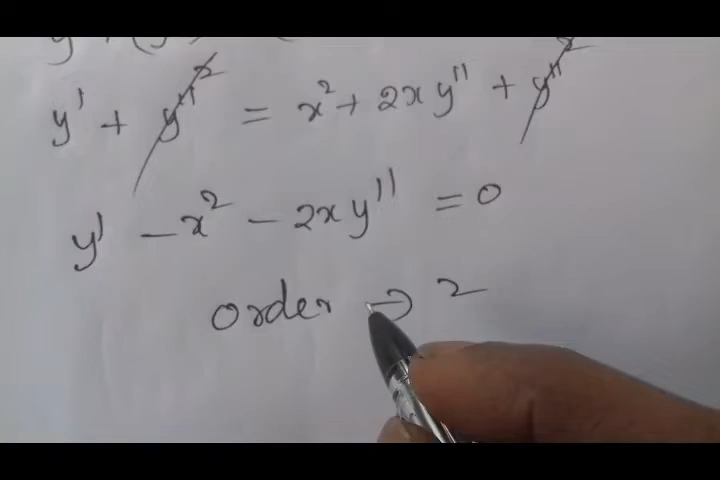 y' + y''² = x² + 2xy'' + y''²
y' - x² - 2xy'' = 0
order → 2